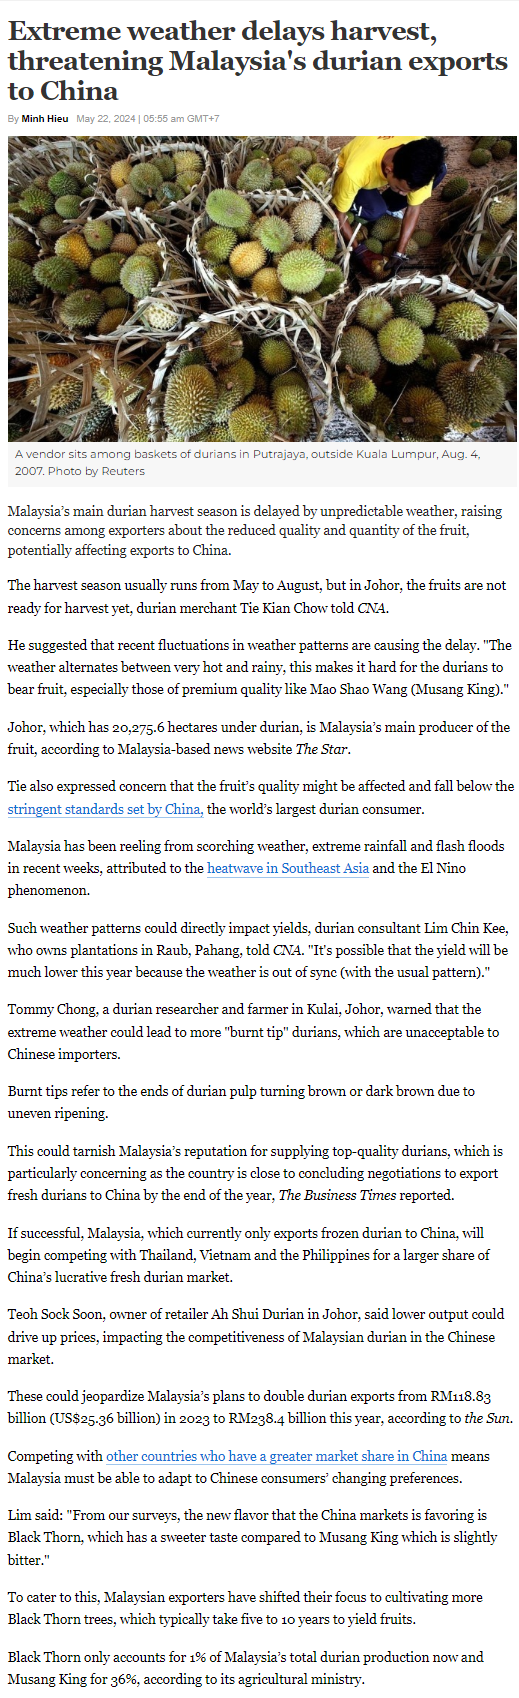 Extreme weather delays harvest,
threatening Malaysia's durian exports
to China
By Minh Hieu May 22, 2024 | 05:55 am GMT+7
A vendor sits among baskets of durians in Putrajaya, outside Kuala Lumpur, Aug. 4,
2007. Photo by Reuters
Malaysia’s main durian harvest season is delayed by unpredictable weather, raising
concerns among exporters about the reduced quality and quantity of the fruit,
potentially affecting exports to China.
The harvest season usually runs from May to August, but in Johor, the fruits are not
ready for harvest yet, durian merchant Tie Kian Chow told CNA.
He suggested that recent fluctuations in weather patterns are causing the delay. "The
weather alternates between very hot and rainy, this makes it hard for the durians to
bear fruit, especially those of premium quality like Mao Shao Wang (Musang King)."
Johor, which has 20,275.6 hectares under durian, is Malaysia’s main producer of the
fruit, according to Malaysia-based news website The Star.
Tie also expressed concern that the fruit’s quality might be affected and fall below the
stringent standards set by China, the world’s largest durian consumer.
Malaysia has been reeling from scorching weather, extreme rainfall and flash floods
in recent weeks, attributed to the heatwave in Southeast Asia and the El Nino
phenomenon.
Such weather patterns could directly impact yields, durian consultant Lim Chin Kee,
who owns plantations in Raub, Pahang, told CNA. "It's possible that the yield will be
much lower this year because the weather is out of sync (with the usual pattern)."
Tommy Chong, a durian researcher and farmer in Kulai, Johor, warned that the
extreme weather could lead to more "burnt tip" durians, which are unacceptable to
Chinese importers.
Burnt tips refer to the ends of durian pulp turning brown or dark brown due to
uneven ripening.
This could tarnish Malaysia’s reputation for supplying top-quality durians, which is
particularly concerning as the country is close to concluding negotiations to export
fresh durians to China by the end of the year, The Business Times reported.
If successful, Malaysia, which currently only exports frozen durian to China, will
begin competing with Thailand, Vietnam and the Philippines for a larger share of
China’s lucrative fresh durian market.
Teoh Sock Soon, owner of retailer Ah Shui Durian in Johor, said lower output could
drive up prices, impacting the competitiveness of Malaysian durian in the Chinese
market.
These could jeopardize Malaysia’s plans to double durian exports from RM118.83
billion (US$25.36 billion) in 2023 to RM238.4 billion this year, according to the Sun.
Competing with other countries who have a greater market share in China means
Malaysia must be able to adapt to Chinese consumers’ changing preferences.
Lim said: "From our surveys, the new flavor that the China markets is favoring is
Black Thorn, which has a sweeter taste compared to Musang King which is slightly
bitter."
To cater to this, Malaysian exporters have shifted their focus to cultivating more
Black Thorn trees, which typically take five to 10 years to yield fruits.
Black Thorn only accounts for 1% of Malaysia’s total durian production now and
Musang King for 36%, according to its agricultural ministry.